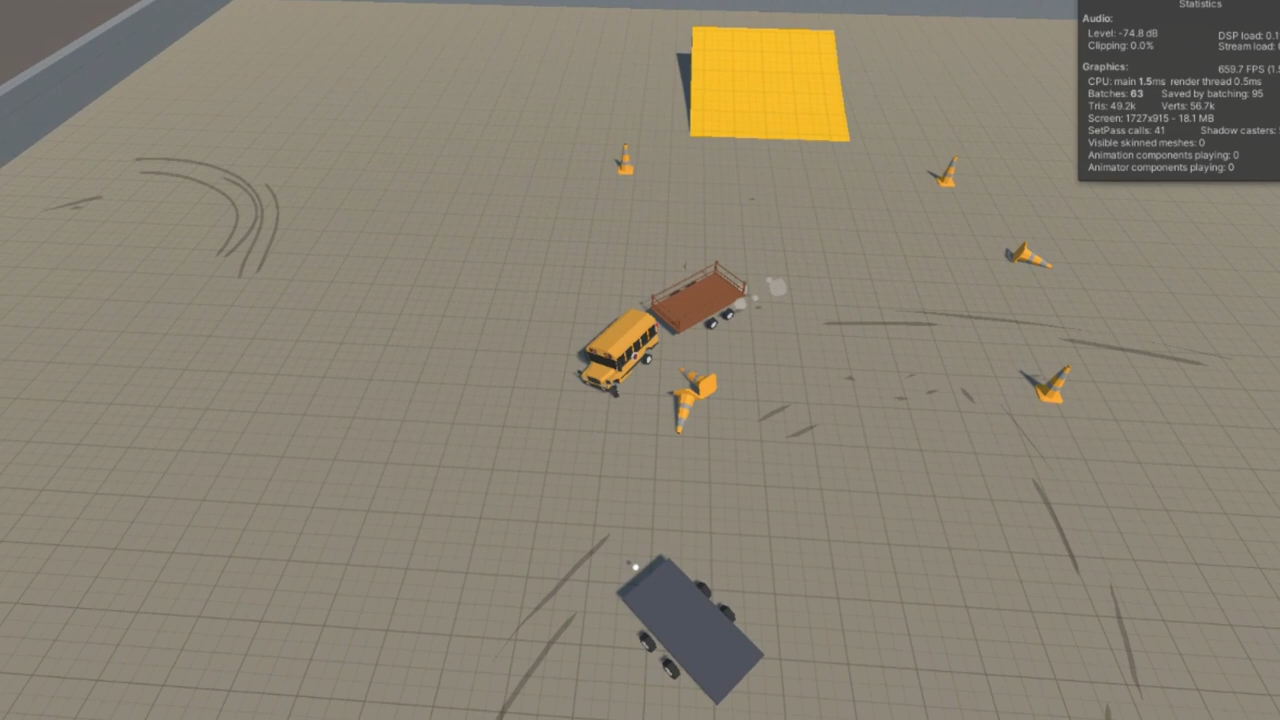 Statistics
Audio:
Level: -74.8 dB DSP load: 0.1
Clipping: 0.0% Stream load:
Graphics: 659.7 FPS (1.
CPU: main 1.5ms render thread 0.5ms
Batches: 63 Saved by batching: 95
Tris: 49.2k Verts: 56.7k
Screen: 1727x915 - 18.1 MB
SetPass calls: 41 Shadow casters:
Visible skinned meshes: 0
Animation components playing: 0
Animator components playing: 0